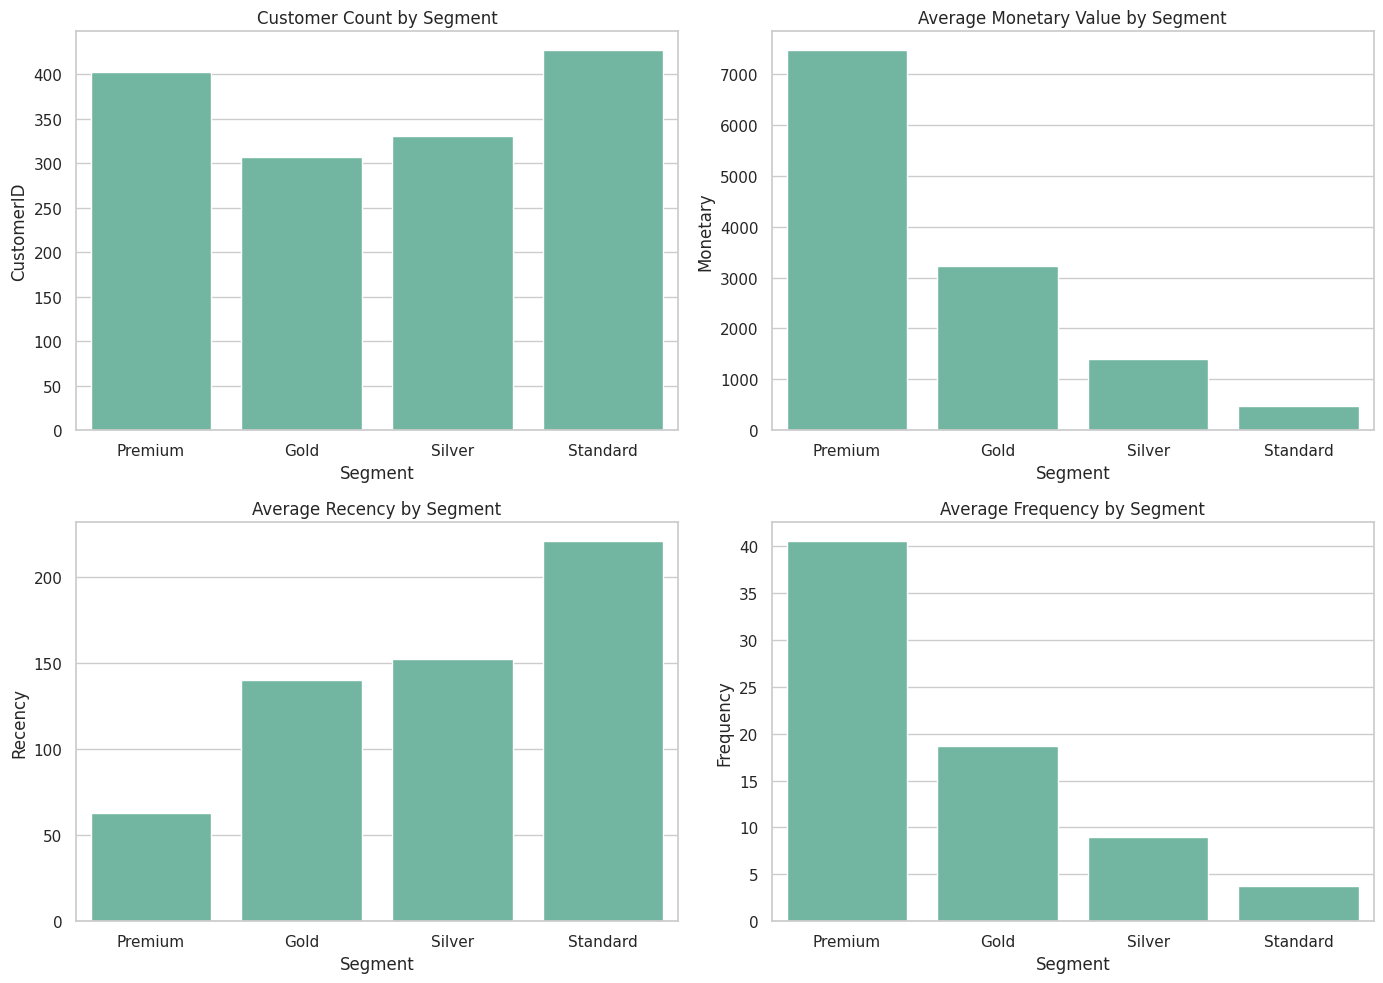 Customer Count by Segment
CustomerID
400
350
300
250
200
150
100
50
0
Premium Gold Silver Standard
Segment
Average Monetary Value by Segment
Monetary
7000
6000
5000
4000
3000
2000
1000
0
Premium Gold Silver Standard
Segment
Average Recency by Segment
Recency
200
150
100
50
0
Premium Gold Silver Standard
Segment
Average Frequency by Segment
Frequency
40
35
30
25
20
15
10
5
0
Premium Gold Silver Standard
Segment